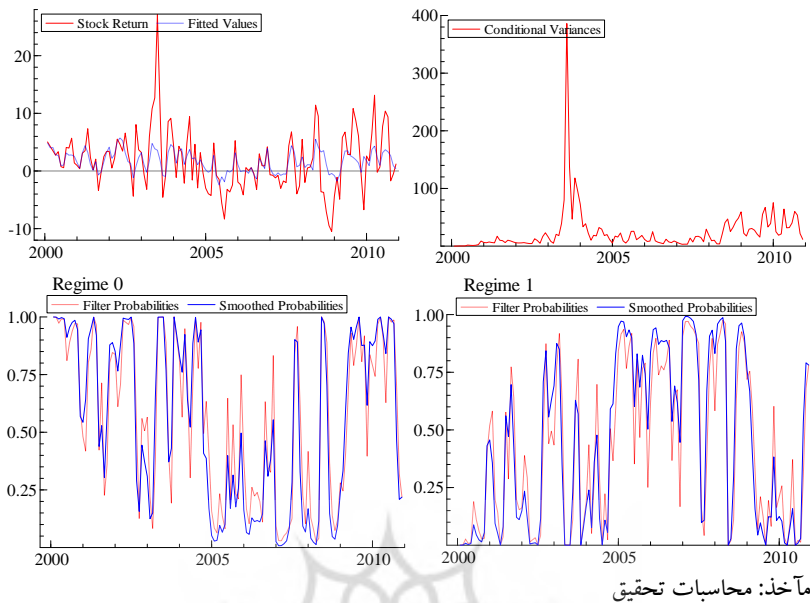 Stock Return Fitted Values
20
10
0
-10
2000 2005 2010
Conditional Variances
400
300
200
100
2000 2005 2010
Regime 0
Filter Probabilities Smoothed Probabilities
1.00
0.75
0.50
0.25
2000 2005 2010
Regime 1
Filter Probabilities Smoothed Probabilities
1.00
0.75
0.50
0.25
2000 2005 2010
مآخذ: محاسبات تحقیق